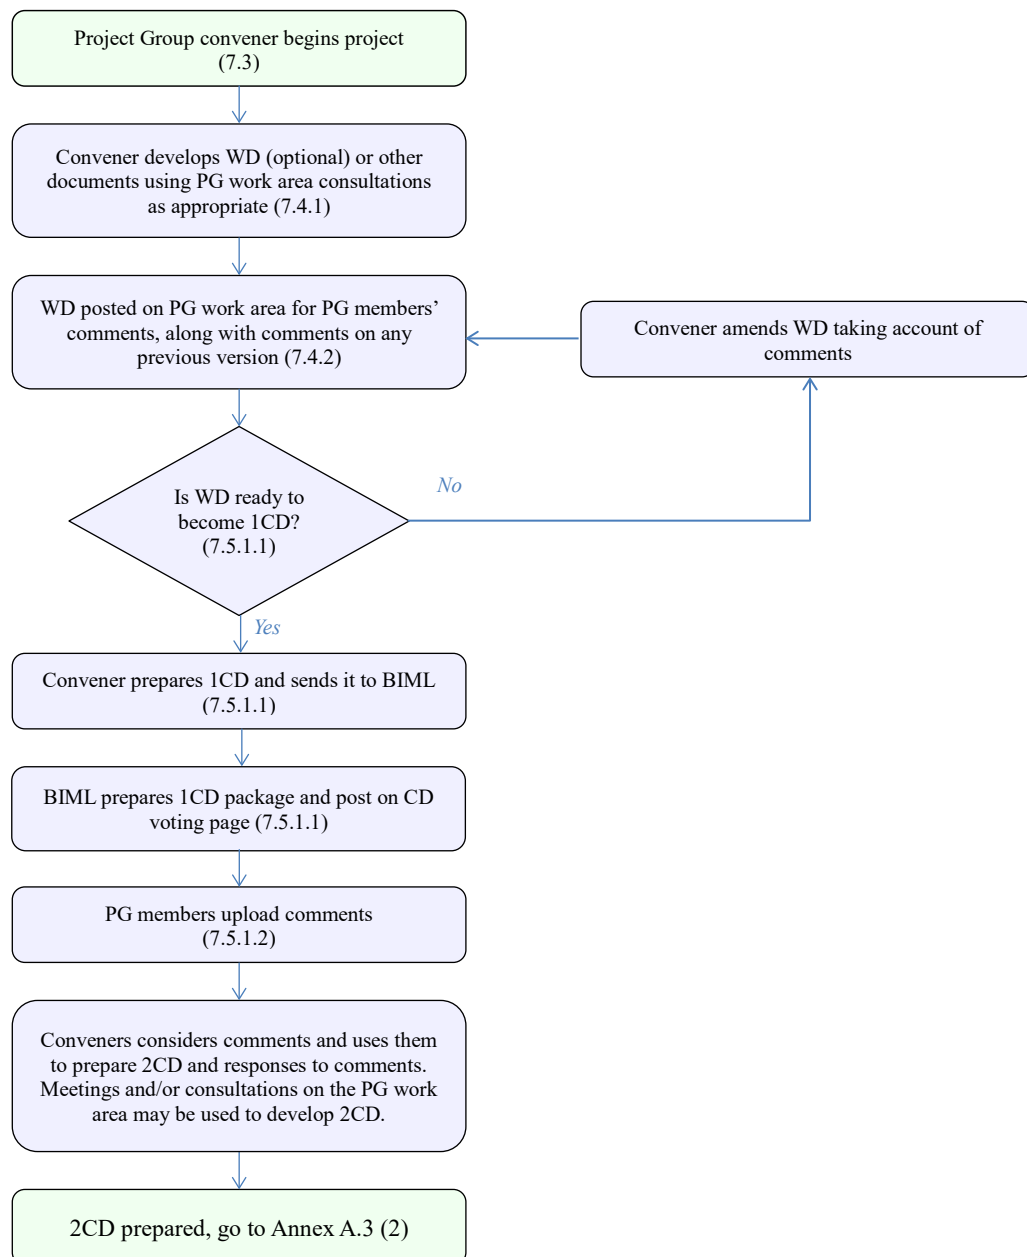 Project Group convener begins project
(7.3)
Convener develops WD (optional) or other
documents using PG work area consultations
as appropriate (7.4.1)
WD posted on PG work area for PG members’
comments, along with comments on any
previous version (7.4.2)
Convener amends WD taking account of
comments
Is WD ready to
become 1CD?
(7.5.1.1)
No
Yes
Convener prepares 1CD and sends it to BIML
(7.5.1.1)
BIML prepares 1CD package and post on CD
voting page (7.5.1.1)
PG members upload comments
(7.5.1.2)
Conveners considers comments and uses them
to prepare 2CD and responses to comments.
Meetings and/or consultations on the PG work
area may be used to develop 2CD.
2CD prepared, go to Annex A.3 (2)